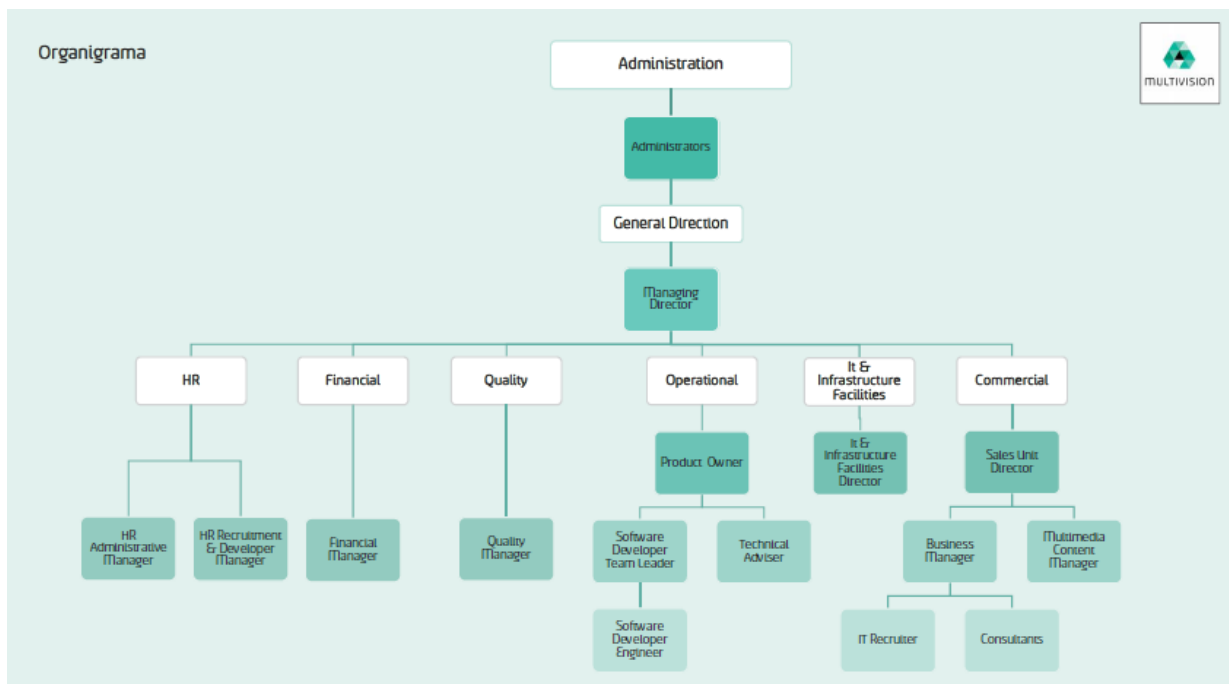 Organigrama
MULTIVISION
Administration
Administrators
General Direction
Managing
Director
HR
Financial
Quality
Operational
It &
Infrastructure
Facilities
Commercial
Product Owner
It &
Infrastructure
Facilities
Director
Sales Unit
Director
HR
Administrative
Manager
HR Recruitment
& Developer
Manager
Financial
Manager
Quality
Manager
Software
Developer
Team Leader
Technical
Adviser
Business
Manager
Multimedia
Content
Manager
Software
Developer
Engineer
IT Recruiter
Consultants